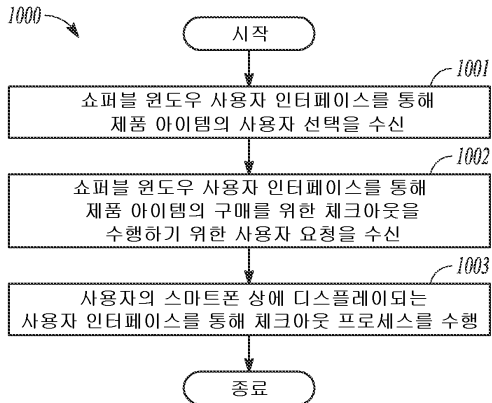 1000
시작
1001
쇼퍼블 윈도우 사용자 인터페이스를 통해
제품 아이템의 사용자 선택을 수신
1002
쇼퍼블 윈도우 사용자 인터페이스를 통해
제품 아이템의 구매를 위한 체크아웃을
수행하기 위한 사용자 요청을 수신
1003
사용자의 스마트폰 상에 디스플레이되는
사용자 인터페이스를 통해 체크아웃 프로세스를 수행
종료